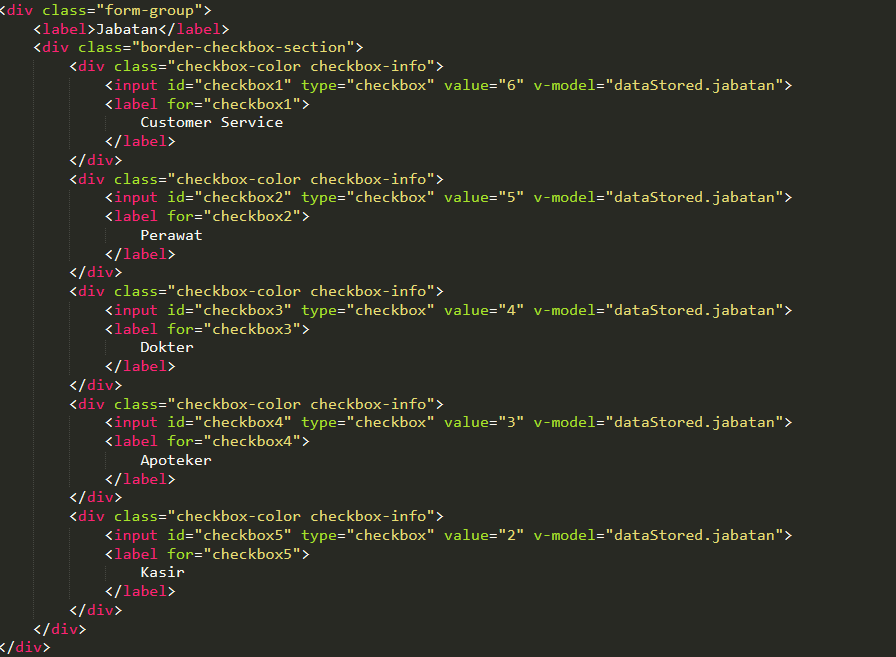 <div class="form-group">
    <label>Jabatan</label>
    <div class="border-checkbox-section">
        <div class="checkbox-color checkbox-info">
            <input id="checkbox1" type="checkbox" value="6" v-model="dataStored.jabatan">
            <label for="checkbox1">
                Customer Service
            </label>
        </div>
        <div class="checkbox-color checkbox-info">
            <input id="checkbox2" type="checkbox" value="5" v-model="dataStored.jabatan">
            <label for="checkbox2">
                Perawat
            </label>
        </div>
        <div class="checkbox-color checkbox-info">
            <input id="checkbox3" type="checkbox" value="4" v-model="dataStored.jabatan">
            <label for="checkbox3">
                Dokter
            </label>
        </div>
        <div class="checkbox-color checkbox-info">
            <input id="checkbox4" type="checkbox" value="3" v-model="dataStored.jabatan">
            <label for="checkbox4">
                Apoteker
            </label>
        </div>
        <div class="checkbox-color checkbox-info">
            <input id="checkbox5" type="checkbox" value="2" v-model="dataStored.jabatan">
            <label for="checkbox5">
                Kasir
            </label>
        </div>
    </div>
</div>